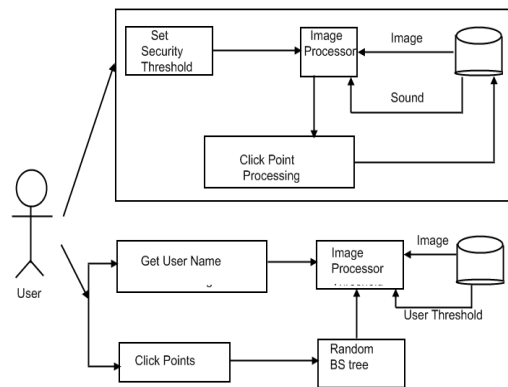 Set
Security
Threshold
Image
Processor
Image
Sound
Click Point
Processing
User
Get User Name
Image
Processor
Image
User Threshold
Click Points
Random
BS tree